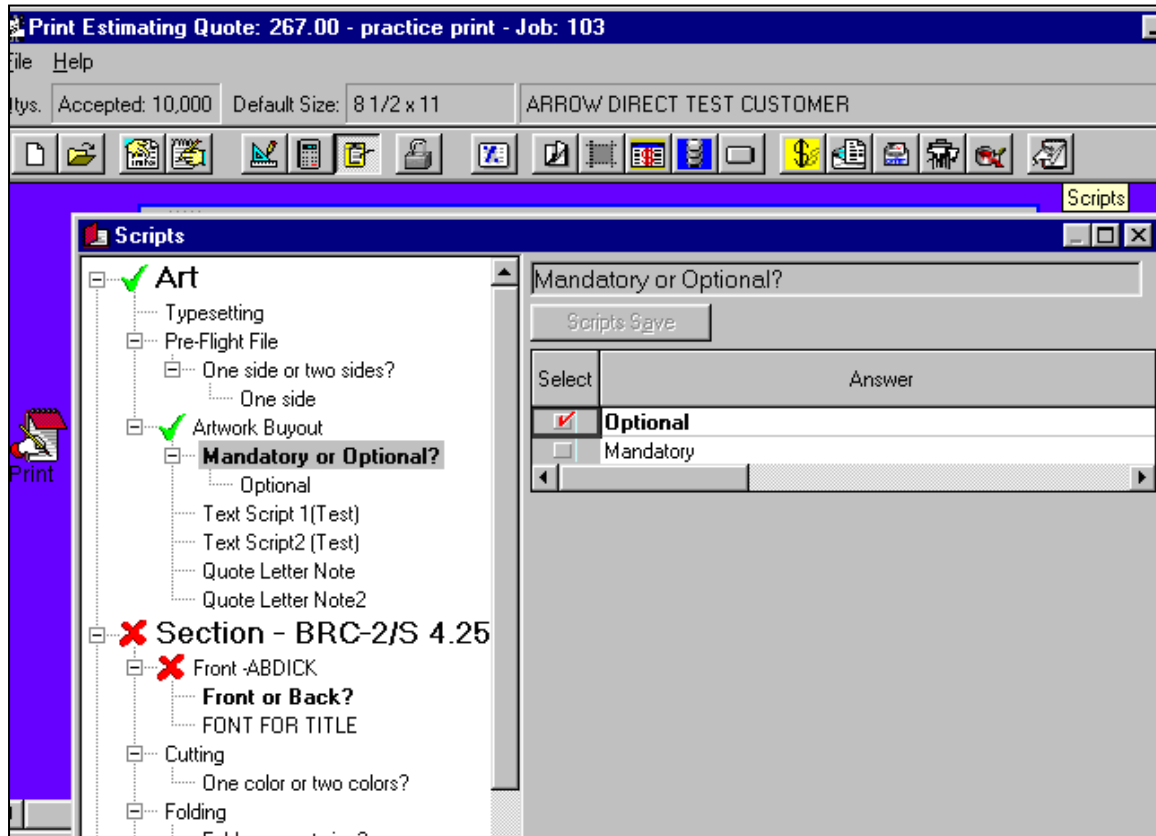 Print Estimating Quote: 267.00 - practice print - Job: 103
File Help
Accepted: 10,000 Default Size: 8 1/2 x 11 ARROW DIRECT TEST CUSTOMER
Scripts
Scripts
Art
Typesetting
Pre-Flight File
One side or two sides?
One side
Artwork Buyout
Mandatory or Optional?
Optional
Text Script 1(Test)
Text Script2 (Test)
Quote Letter Note
Quote Letter Note2
Section - BRC-2/S 4.25
Front -ABDICK
Front or Back?
FONT FOR TITLE
Cutting
One color or two colors?
Folding
Mandatory or Optional?
Scripts Save
Select Answer
Optional
Mandatory
Print